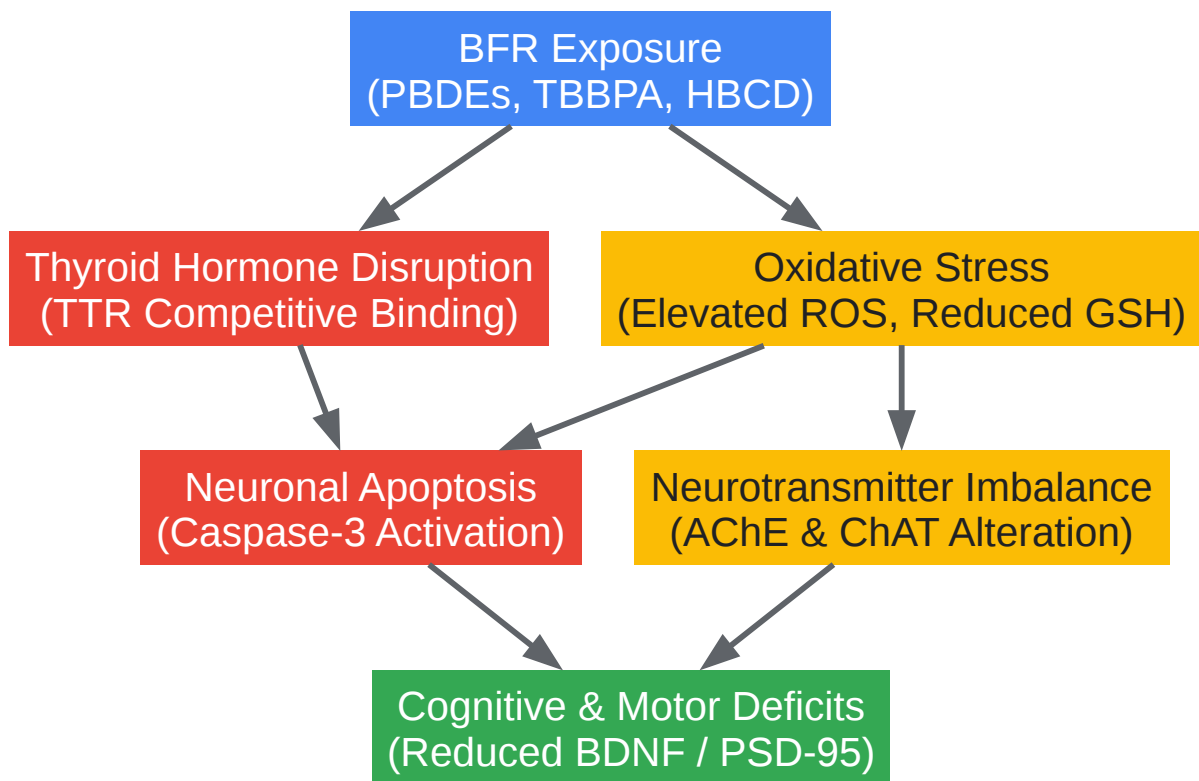 BFR Exposure
(PBDEs, TBBPA, HBCD)
Thyroid Hormone Disruption
(TTR Competitive Binding)
Oxidative Stress
(Elevated ROS, Reduced GSH)
Neuronal Apoptosis
(Caspase-3 Activation)
Neurotransmitter Imbalance
(AChE & ChAT Alteration)
Cognitive & Motor Deficits
(Reduced BDNF / PSD-95)